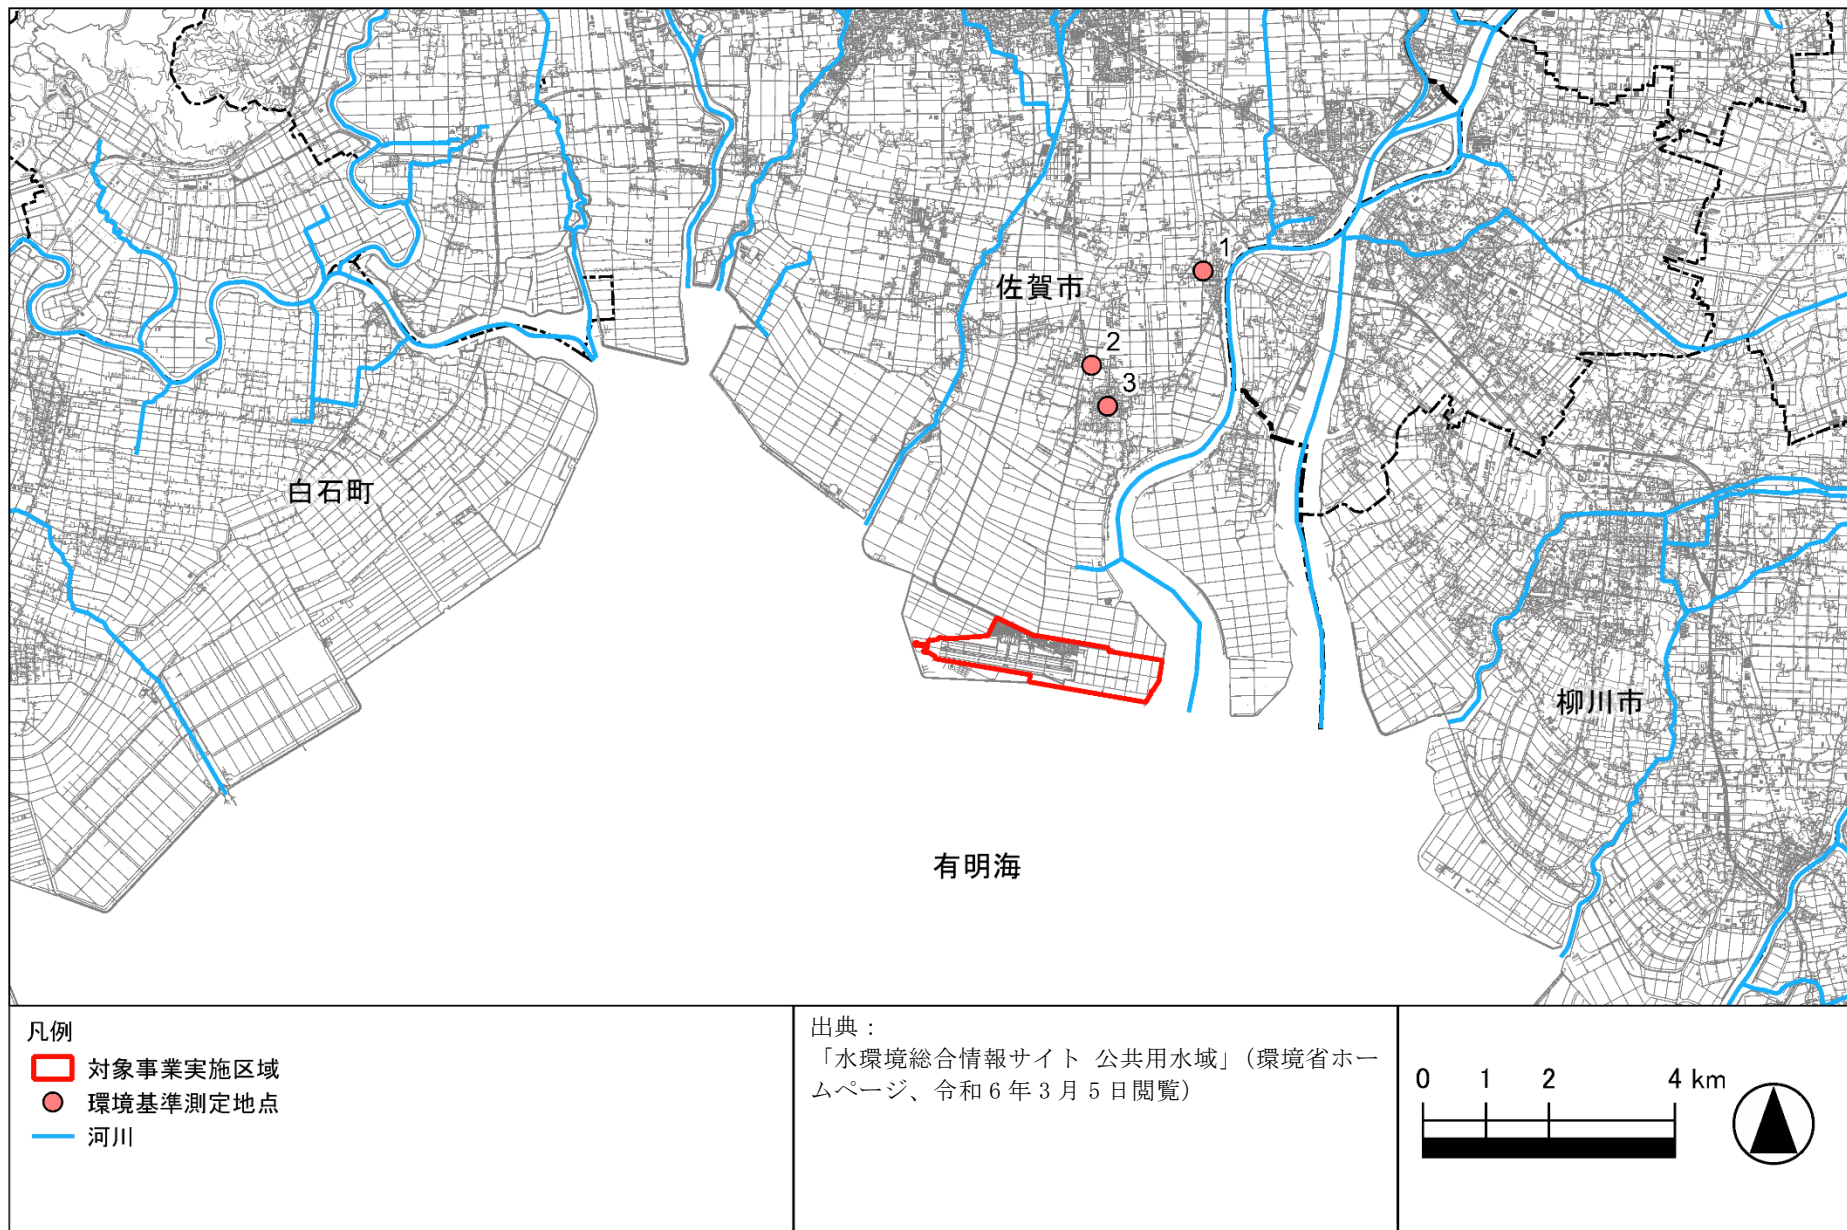 1
佐賀市
2
3
白石町
柳川市
有明海
凡例
対象事業実施区域
環境基準測定地点
河川
出典：
「水環境総合情報サイト 公共用水域」（環境省ホー
ムページ、令和６年３月５日閲覧）
0 1 2 4 km